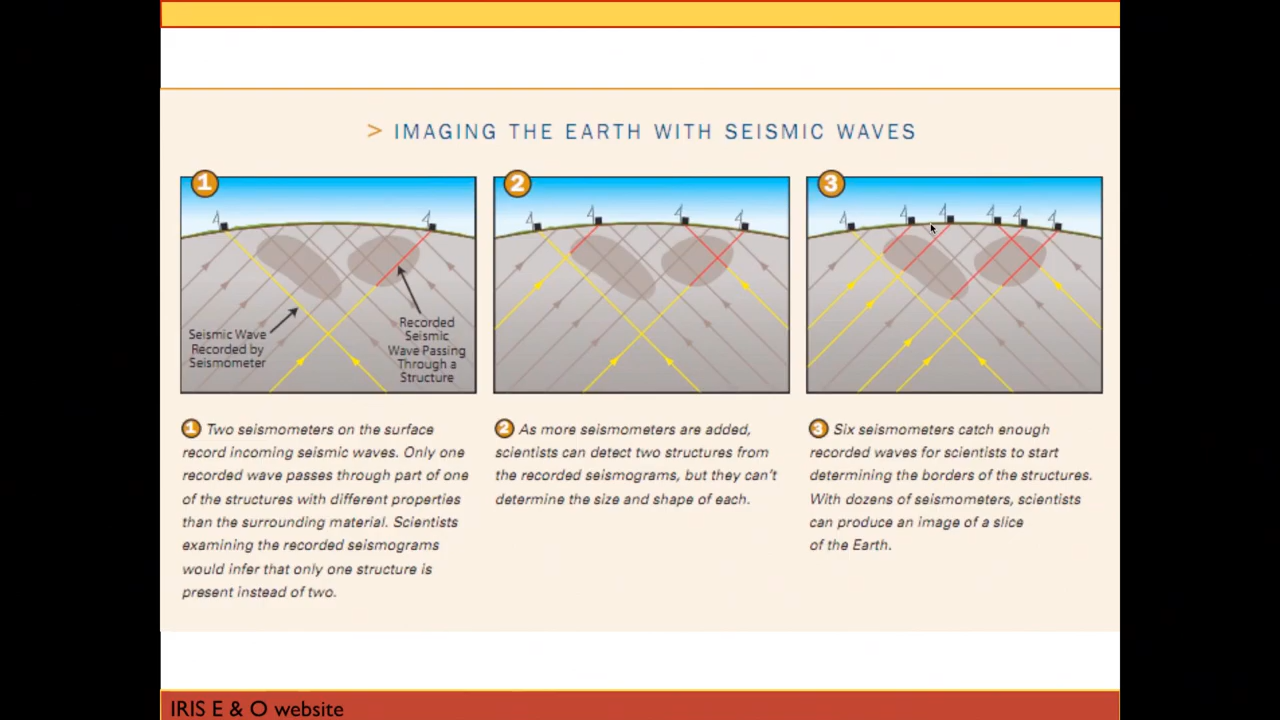 > IMAGING THE EARTH WITH SEISMIC WAVES
1
2
3
Seismic Wave
Recorded by
Seismometer
Recorded
Seismic
Wave Passing
Through a
Structure
1 Two seismometers on the surface
record incoming seismic waves. Only one
recorded wave passes through part of one
of the structures with different properties
than the surrounding material. Scientists
examining the recorded seismograms
would infer that only one structure is
present instead of two.
2 As more seismometers are added,
scientists can detect two structures from
the recorded seismograms, but they can't
determine the size and shape of each.
3 Six seismometers catch enough
recorded waves for scientists to start
determining the borders of the structures.
With dozens of seismometers, scientists
can produce an image of a slice
of the Earth.
IRIS E & O website